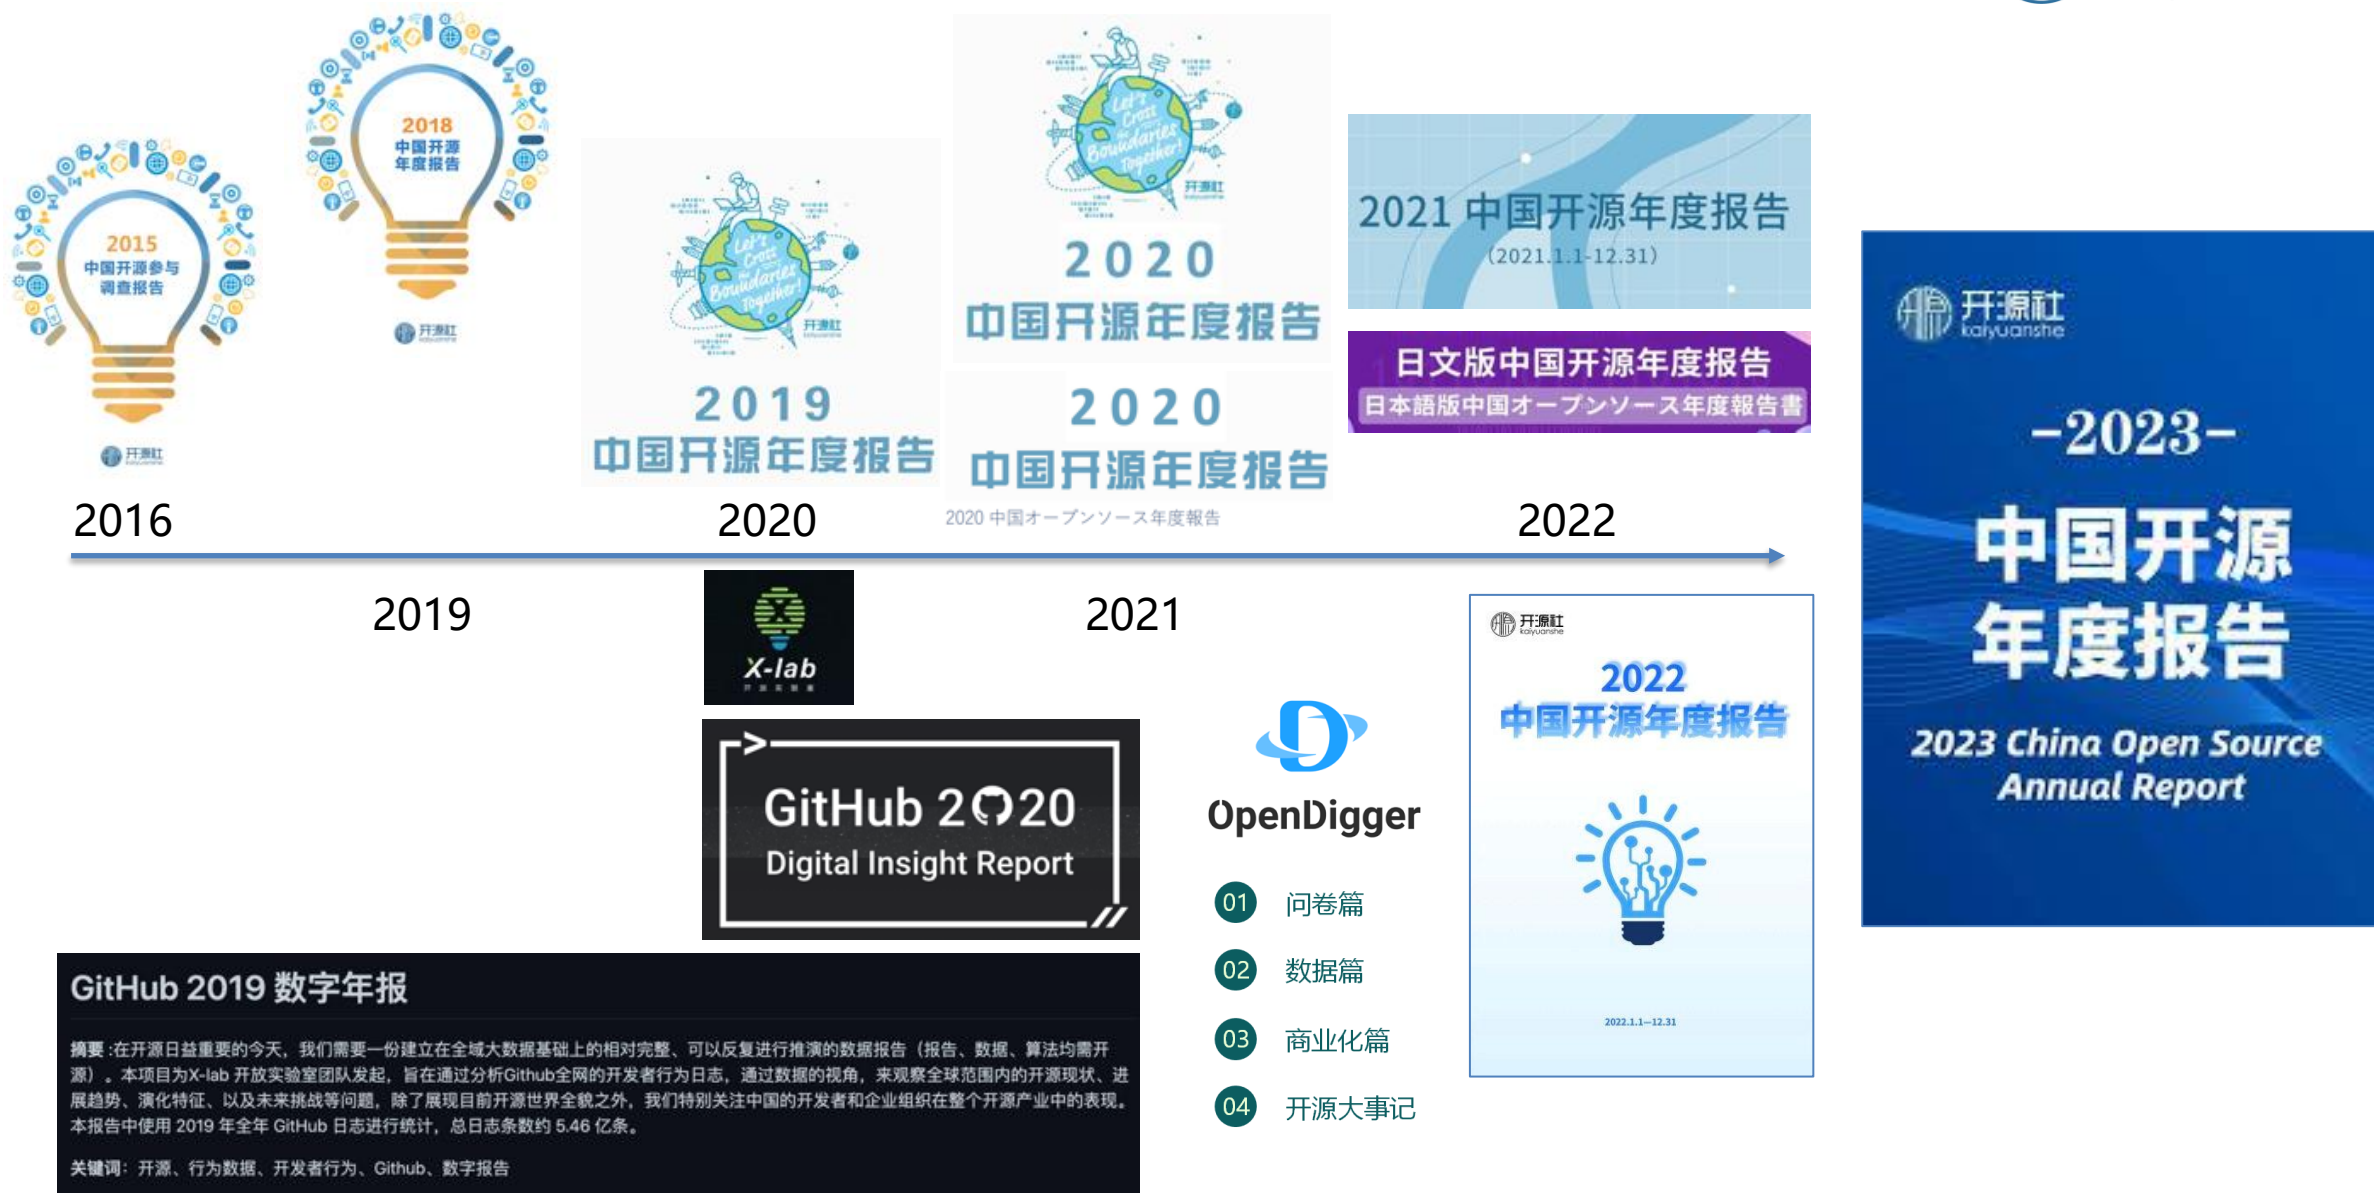 2015
中国开源参与
调查报告
开源社
2018
中国开源
年度报告
开源社
Let's
Cross
the
Boundaries
Together!
开源社
2019
中国开源年度报告
Let's
Cross
the
Boundaries
Together!
开源社
2020
中国开源年度报告
2020
中国开源年度报告
2020 中国オープンソース年度報告
2021 中国开源年度报告
(2021.1.1-12.31)
日文版中国开源年度报告
日本語版中国オープンソース年度報告書
2016
2020
2022
2019
2021
X-lab
开放实验室
GitHub 2020
Digital Insight Report
GitHub 2019 数字年报
摘要 :在开源日益重要的今天，我们需要一份建立在全域大数据基础上的相对完整、可以反复进行推演的数据报告（报告、数据、算法均需开
源）。本项目为X-lab 开放实验室团队发起，旨在通过分析Github全网的开发者行为日志，通过数据的视角，来观察全球范围内的开源现状、进
展趋势、演化特征、以及未来挑战等问题，除了展现目前开源世界全貌之外，我们特别关注中国的开发者和企业组织在整个开源产业中的表现。
本报告中使用 2019 年全年 GitHub 日志进行统计，总日志条数约 5.46 亿条。
关键词：开源、行为数据、开发者行为、Github、数字报告
OpenDigger
01 问卷篇
02 数据篇
03 商业化篇
04 开源大事记
开源社
kaiyuanshe
2022
中国开源年度报告
2022.1.1—12.31
开源社
kaiyuanshe
-2023-
中国开源
年度报告
2023 China Open Source
Annual Report